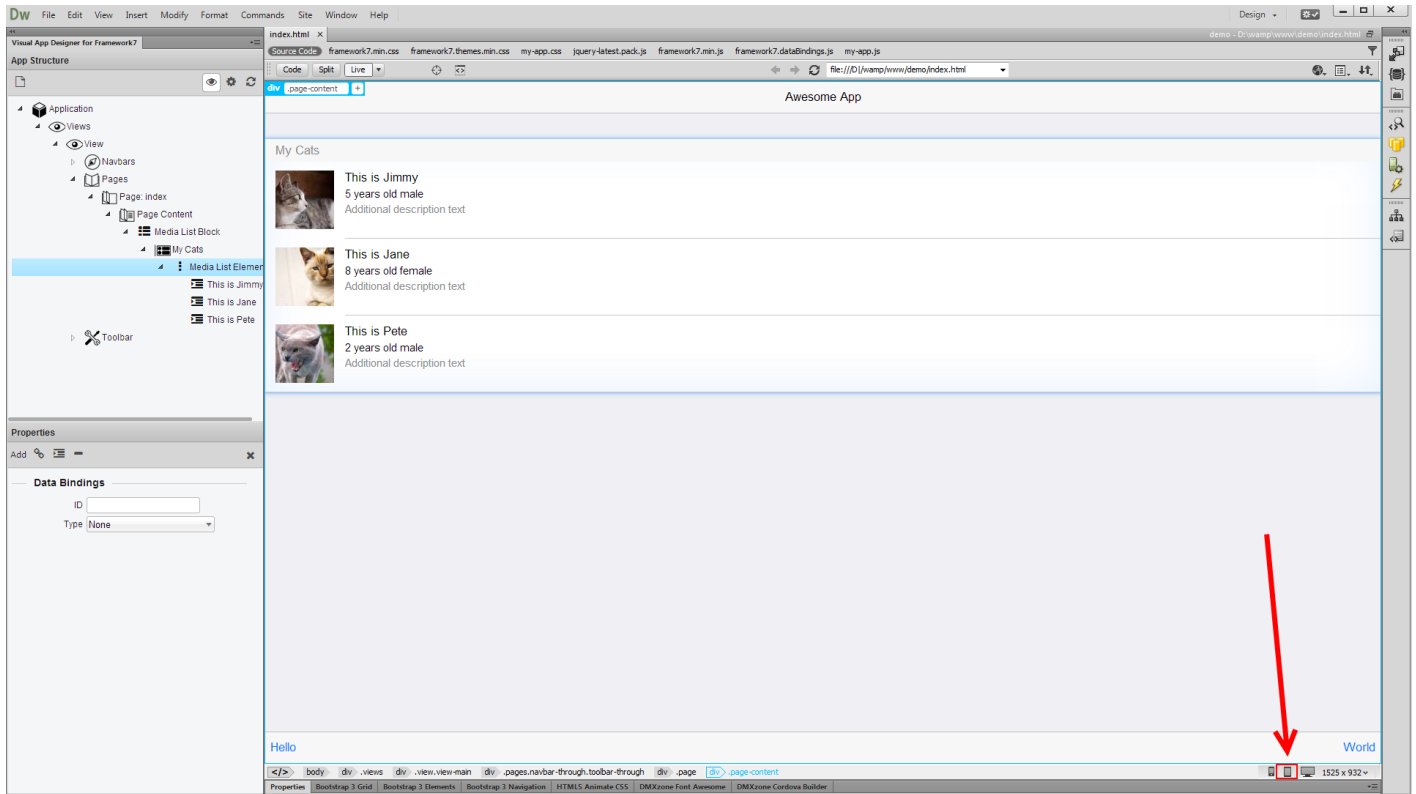 Dw File Edit View Insert Modify Format Commands Site Window Help Design
Visual App Designer for Framework7
index.html ×
demo - D:\wamp\www\demo\index.html
App Structure
Source Code framework7.min.css framework7.themes.min.css my-app.css jquery-latest.pack.js framework7.min.js framework7.dataBindings.js my-app.js
Code Split Live
file:///D|/wamp/www/demo/index.html
div .page-content +
Awesome App
Application
Views
View
Navbars
Pages
Page: index
Page Content
Media List Block
My Cats
Media List Elemen
This is Jimmy
This is Jane
This is Pete
Toolbar
My Cats
This is Jimmy
5 years old male
Additional description text
This is Jane
8 years old female
Additional description text
This is Pete
2 years old male
Additional description text
Properties
Add
Data Bindings
ID
Type None
Hello World
</> body div .views div .view.view-main div .pages.navbar-through.toolbar-through div .page div .page-content
1525 x 932
Properties Bootstrap 3 Grid Bootstrap 3 Elements Bootstrap 3 Navigation HTML5 Animate CSS DMXzone Font Awesome DMXzone Cordova Builder